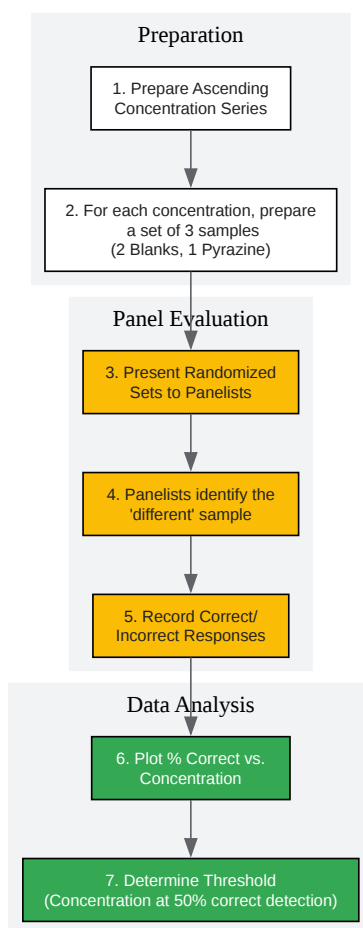 Preparation
1. Prepare Ascending
Concentration Series
2. For each concentration, prepare
a set of 3 samples
(2 Blanks, 1 Pyrazine)
Panel Evaluation
3. Present Randomized
Sets to Panelists
4. Panelists identify the
'different' sample
5. Record Correct/
Incorrect Responses
Data Analysis
6. Plot % Correct vs.
Concentration
7. Determine Threshold
(Concentration at 50% correct detection)